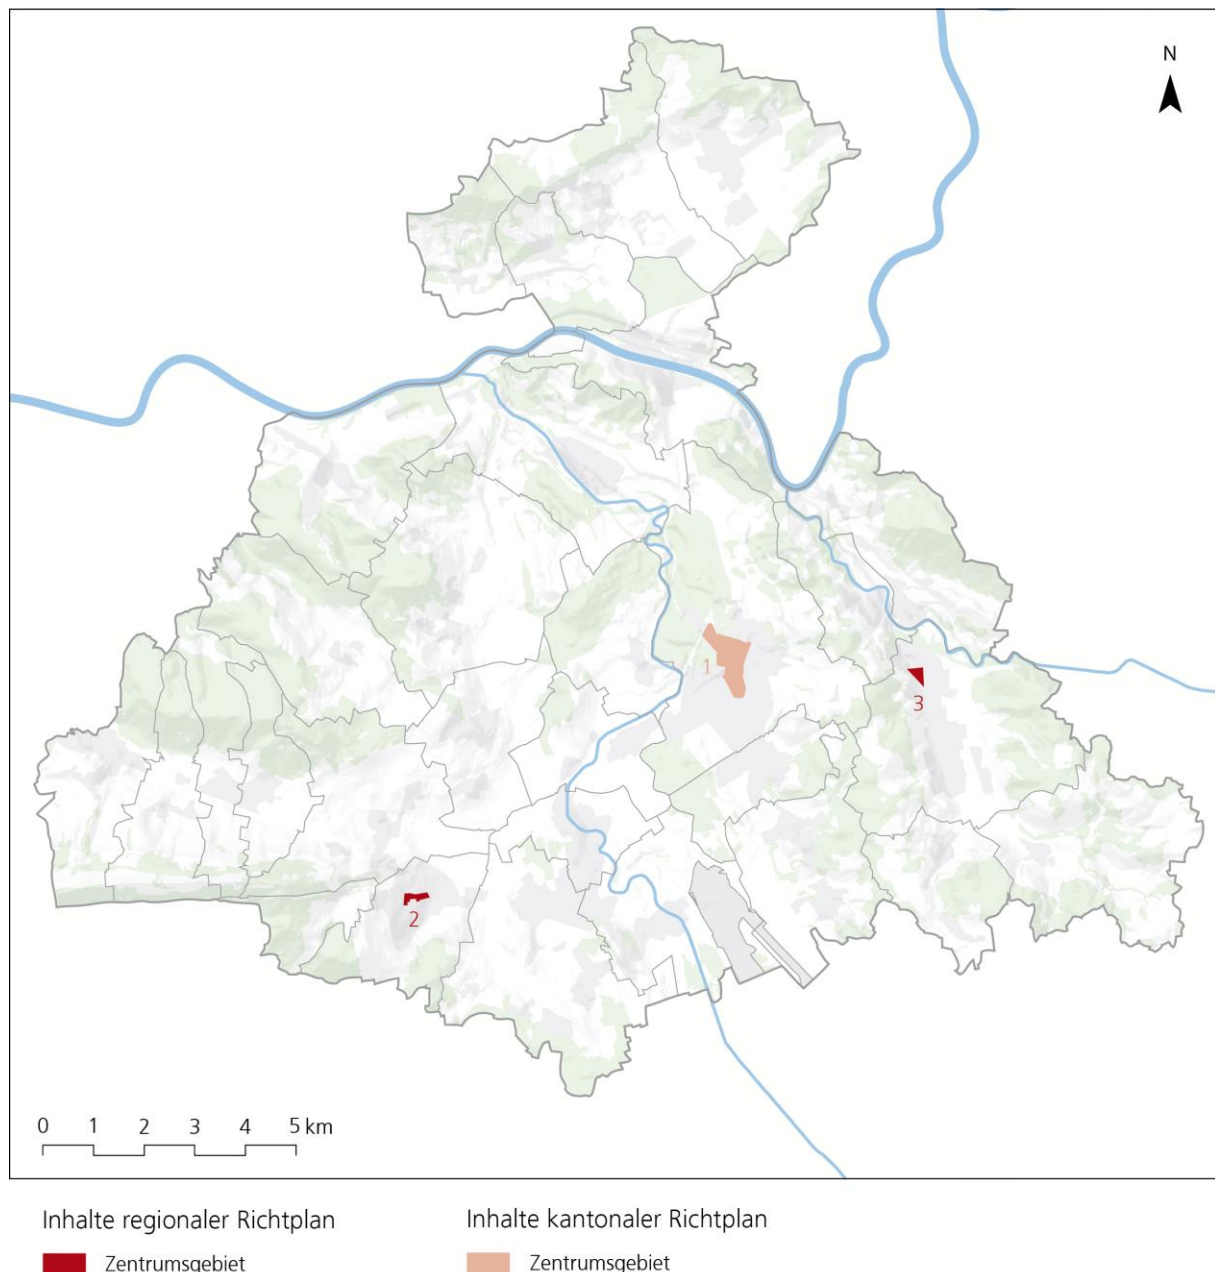 N
1
3
2
0 1 2 3 4 5 km
Inhalte regionaler Richtplan
Inhalte kantonaler Richtplan
Zentrumsgebiet
Zentrumsgebiet